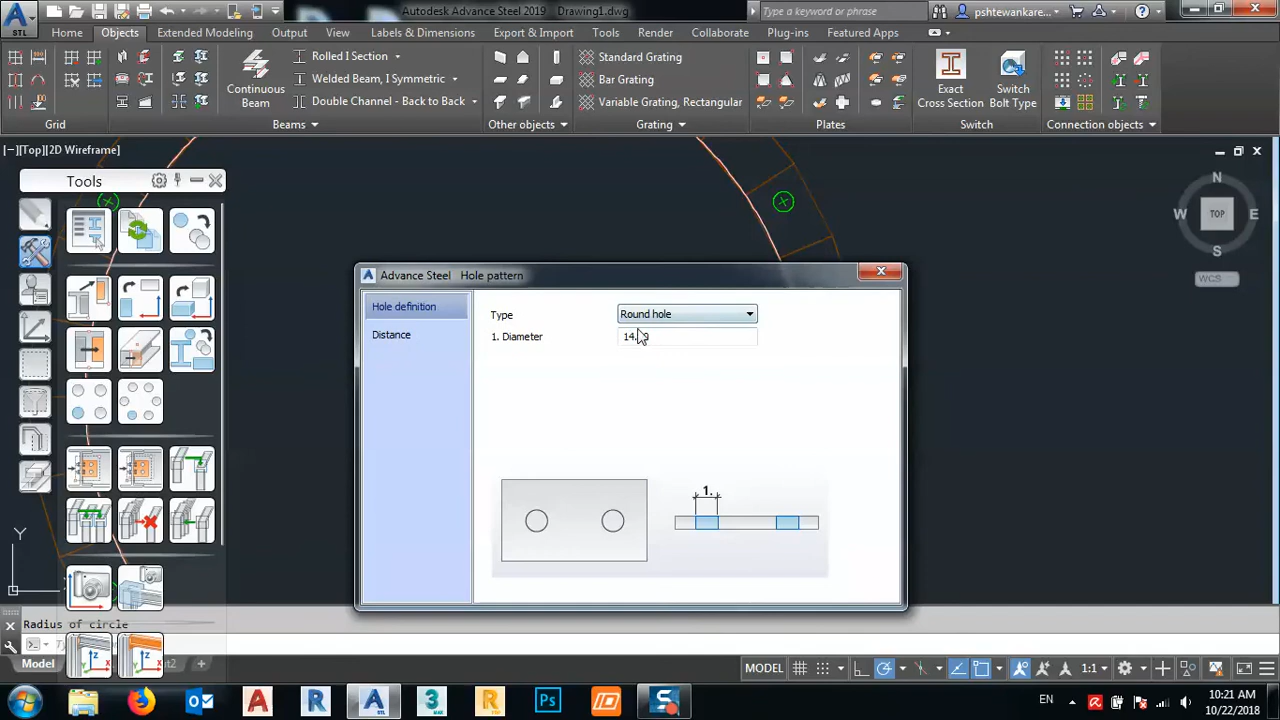 Autodesk Advance Steel 2019 Drawing1.dwg
Type a keyword or phrase
pshtewankare...
STL
Home Objects Extended Modeling Output View Labels & Dimensions Export & Import Tools Render Collaborate Plug-ins Featured Apps
Rolled I Section
Welded Beam, I Symmetric
Double Channel - Back to Back
Continuous
Beam
Standard Grating
Bar Grating
Variable Grating, Rectangular
Exact
Cross Section
Switch
Bolt Type
Grid Beams Other objects Grating Plates Switch Connection objects
[−][Top][2D Wireframe]
Tools
N
W TOP E
S
WCS
Advance Steel Hole pattern
Hole definition
Distance
Type Round hole
1. Diameter
1.
Y
Radius of circle
Model
MODEL 1:1
Z
X
Z
X
STL
3
MAX
Ps
EN
10:21 AM
10/22/2018